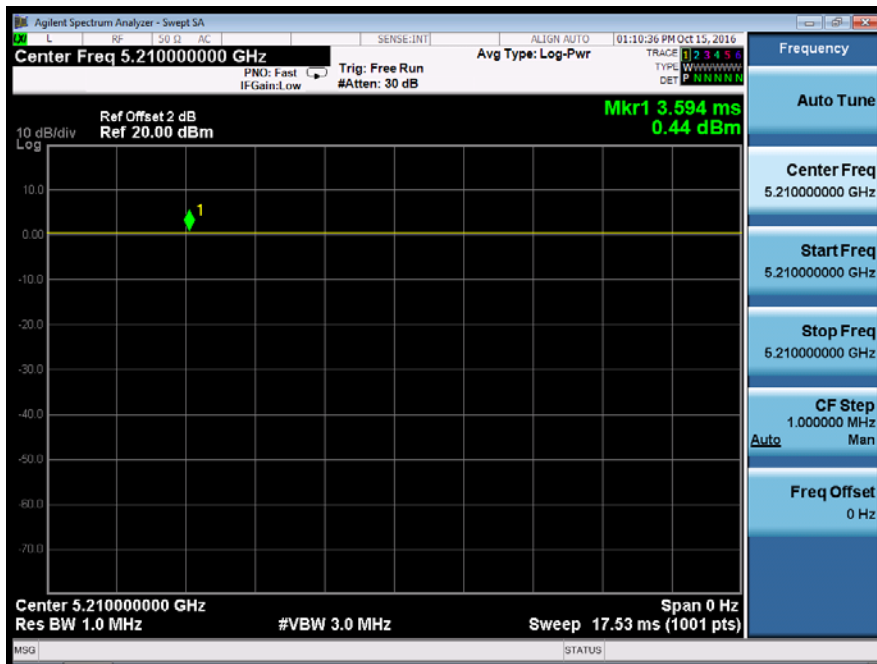 Agilent Spectrum Analyzer - Swept SA
LXI L RF 50 Ω AC SENSE:INT ALIGN AUTO 01:10:36 PM Oct 15, 2016
Center Freq 5.210000000 GHz
PNO: Fast
IFGain:Low
Trig: Free Run
#Atten: 30 dB
Avg Type: Log-Pwr
TRACE 1 2 3 4 5 6
TYPE WWWWWW
DET P N N N N N
Ref Offset 2 dB
10 dB/div Ref 20.00 dBm
Log
Mkr1 3.594 ms
0.44 dBm
10.0
1
0.00
-10.0
-20.0
-30.0
-40.0
-50.0
-60.0
-70.0
Center 5.210000000 GHz Span 0 Hz
Res BW 1.0 MHz #VBW 3.0 MHz Sweep 17.53 ms (1001 pts)
MSG STATUS
Frequency
Auto Tune
Center Freq
5.210000000 GHz
Start Freq
5.210000000 GHz
Stop Freq
5.210000000 GHz
CF Step
1.000000 MHz
Auto Man
Freq Offset
0 Hz